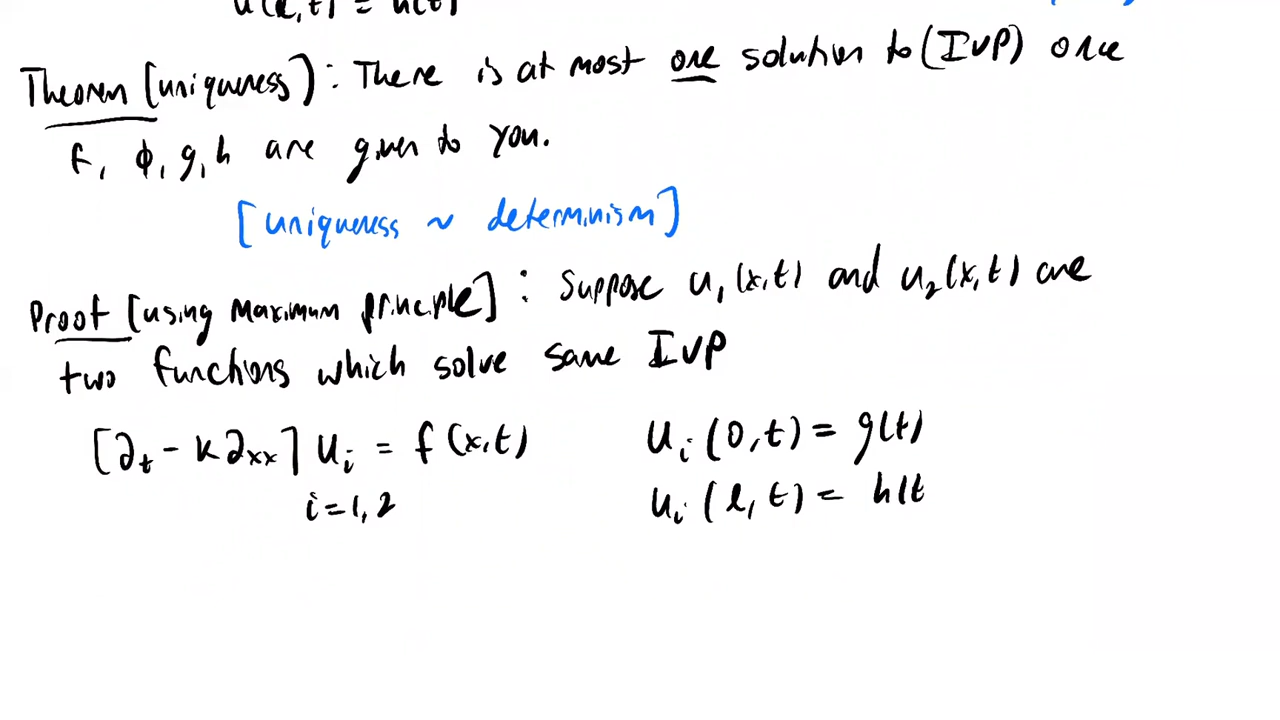 u(l,t) = h(t)
Theorem [uniqueness]: There is at most one solution to (IVP) once
f, φ, g, h are given to you.
[uniqueness ~ determinism]
Proof [using Maximum principle]: Suppose u₁(x,t) and u₂(x,t) are
two functions which solve same IVP
[∂ₜ - k∂ₓₓ] uᵢ = f(x,t) uᵢ(0,t) = g(t)
i=1,2 uᵢ(l,t) = h(t